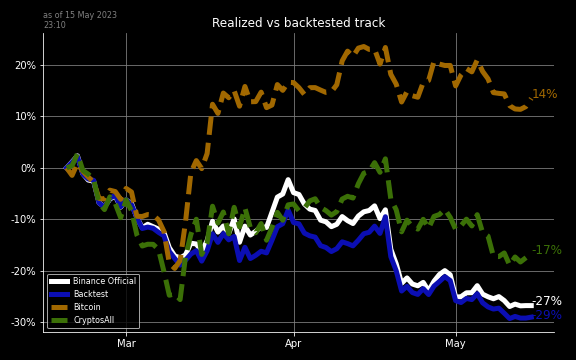 as of 15 May 2023
23:10
Realized vs backtested track
20%
10%
0%
-10%
-20%
-30%
14%
-17%
-27%
-29%
Binance Official
Backtest
Bitcoin
CryptosAll
Mar
Apr
May